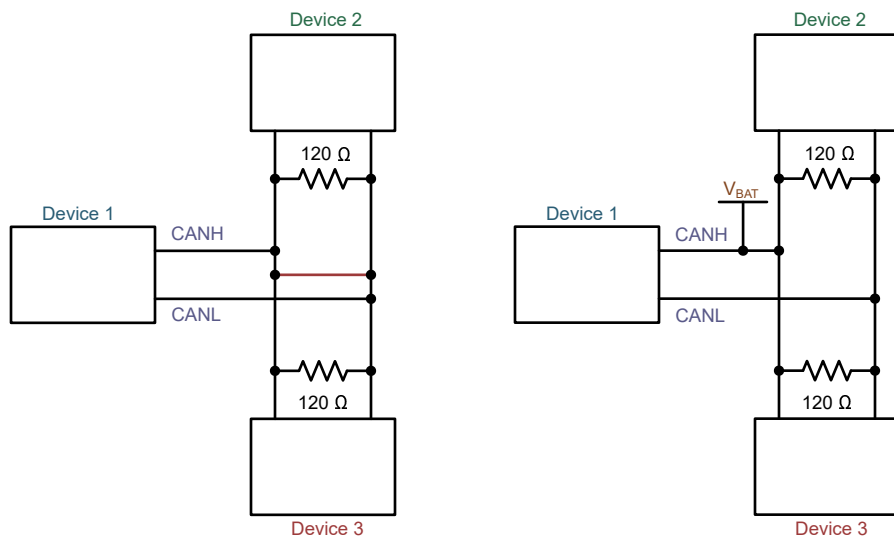 Device 2
120 Ω
Device 1
CANH
CANL
120 Ω
Device 3
Device 2
120 Ω
VBAT
Device 1
CANH
CANL
120 Ω
Device 3